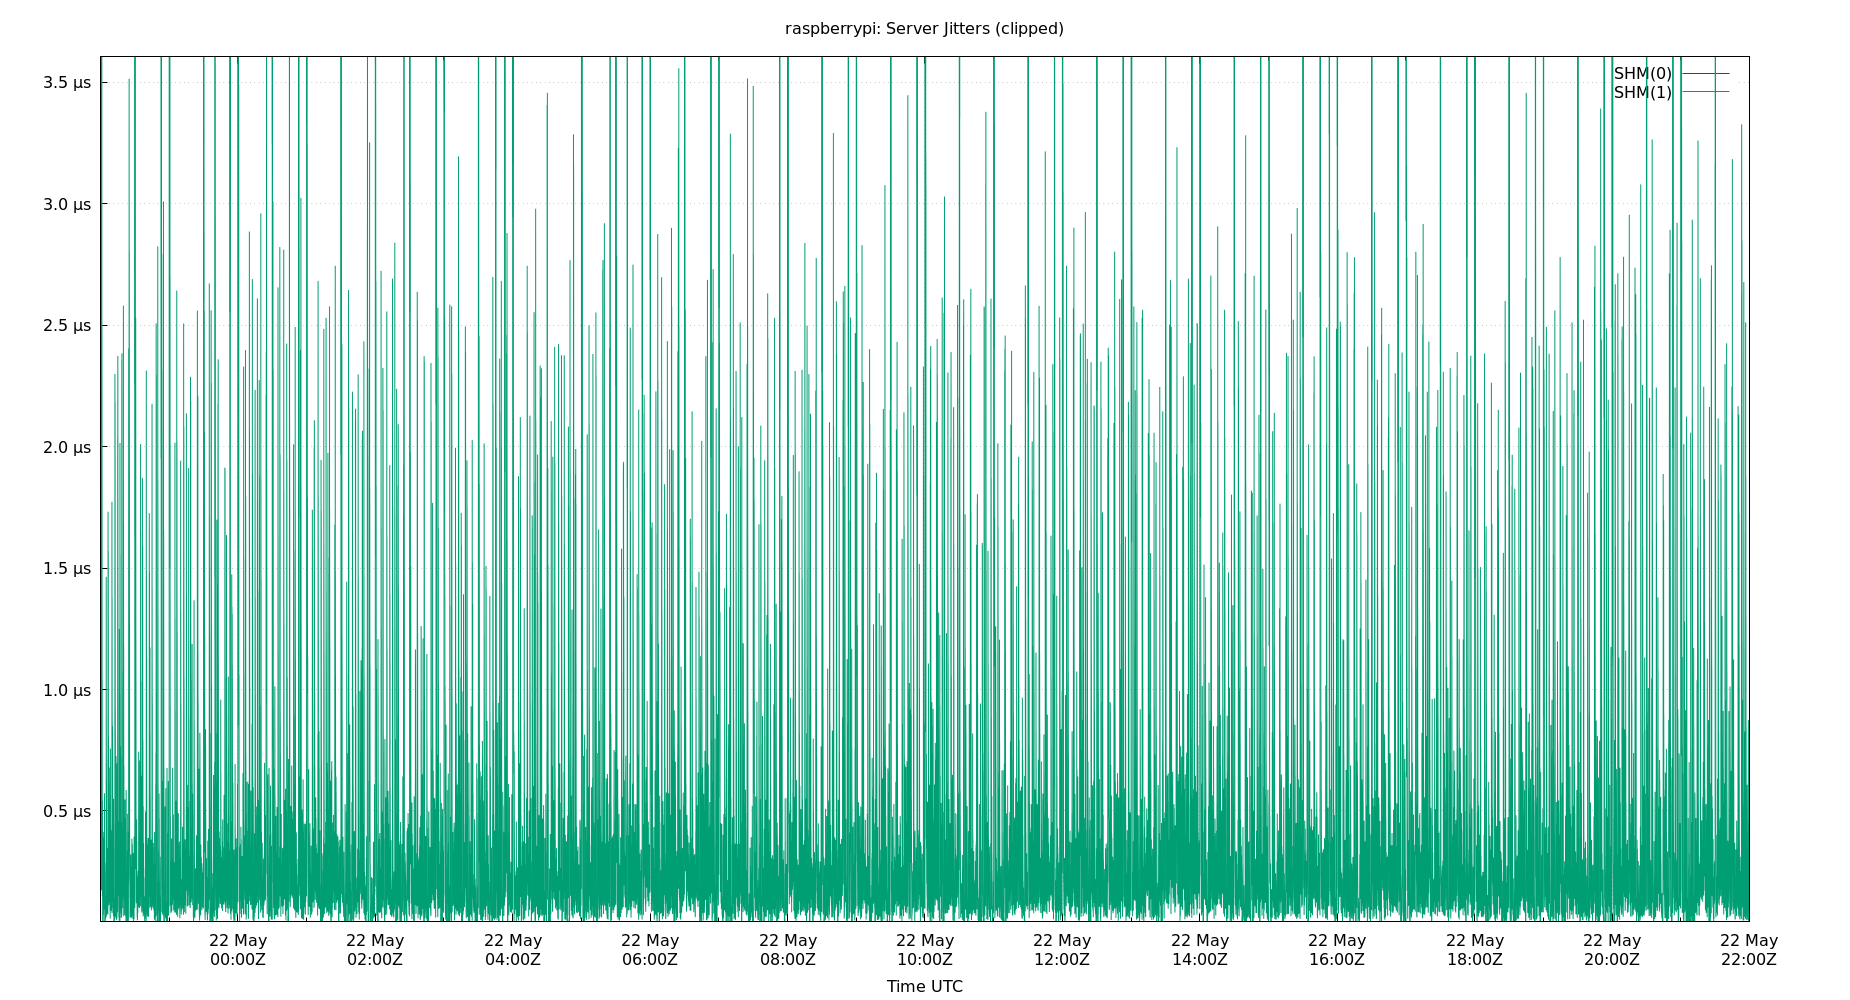 raspberrypi: Server Jitters (clipped)
3.5 µs
3.0 µs
2.5 µs
2.0 µs
1.5 µs
1.0 µs
0.5 µs
SHM(0)
SHM(1)
22 May 22 May 22 May 22 May 22 May 22 May 22 May 22 May 22 May 22 May 22 May 22 May
00:00Z 02:00Z 04:00Z 06:00Z 08:00Z 10:00Z 12:00Z 14:00Z 16:00Z 18:00Z 20:00Z 22:00Z
Time UTC